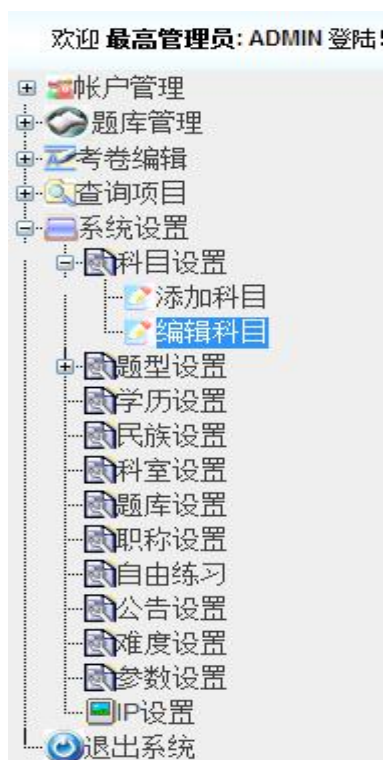 欢迎 最高管理员: ADMIN 登陆!
帐户管理
题库管理
考卷编辑
查询项目
系统设置
科目设置
添加科目
编辑科目
题型设置
学历设置
民族设置
科室设置
题库设置
职称设置
自由练习
公告设置
难度设置
参数设置
IP设置
退出系统